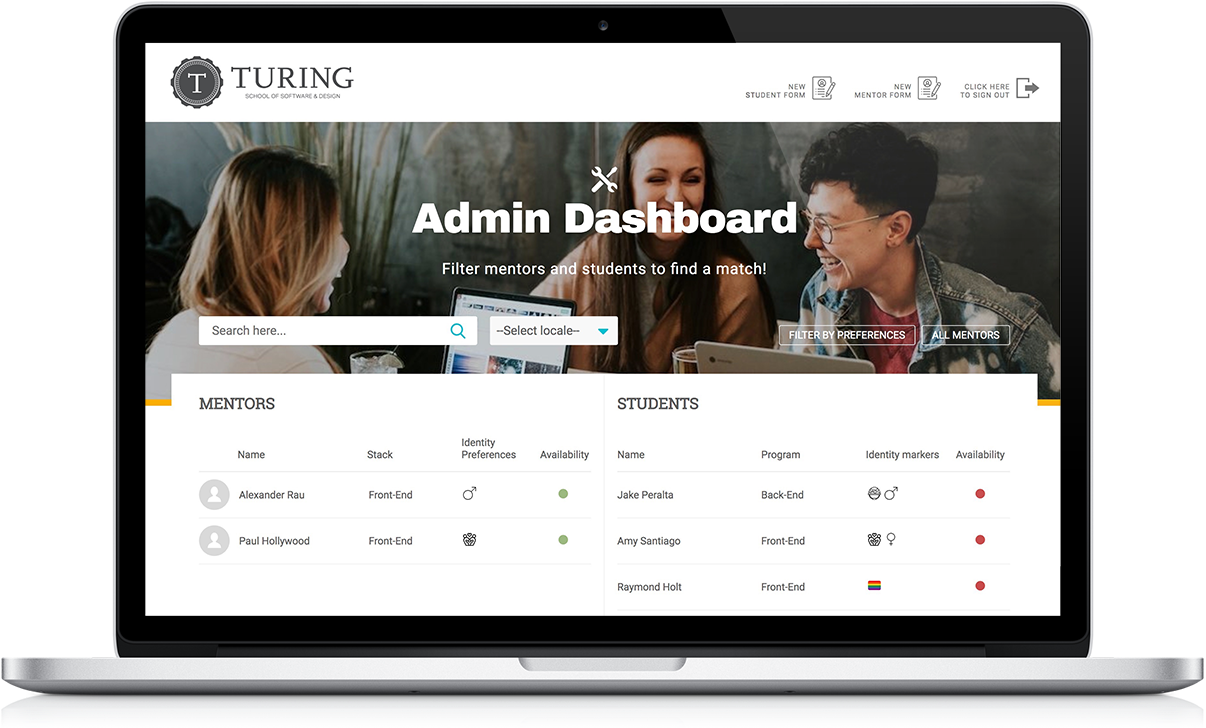 T TURING
SCHOOL OF SOFTWARE & DESIGN
NEW
STUDENT FORM
NEW
MENTOR FORM
CLICK HERE
TO SIGN OUT
Admin Dashboard
Filter mentors and students to find a match!
Search here...
--Select locale--
FILTER BY PREFERENCES
ALL MENTORS
MENTORS
Name Stack Identity Preferences Availability
Alexander Rau Front-End
Paul Hollywood Front-End
STUDENTS
Name Program Identity markers Availability
Jake Peralta Back-End
Amy Santiago Front-End
Raymond Holt Front-End